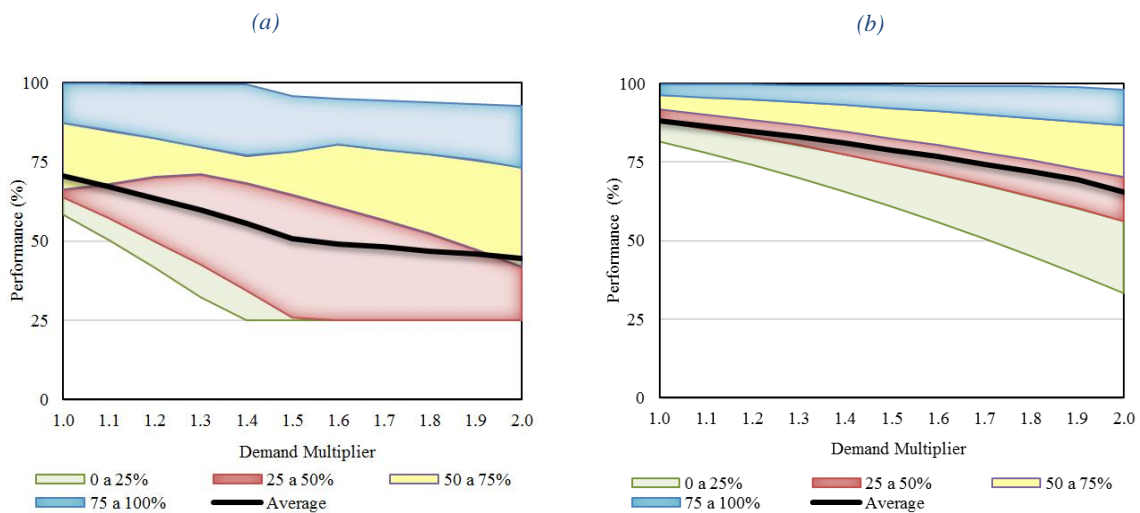 (a)
100
75
50
25
0
Performance (%)
1.0 1.1 1.2 1.3 1.4 1.5 1.6 1.7 1.8 1.9 2.0
Demand Multiplier
0 a 25% 25 a 50% 50 a 75%
75 a 100% Average
(b)
100
75
50
25
0
Performance (%)
1.0 1.1 1.2 1.3 1.4 1.5 1.6 1.7 1.8 1.9 2.0
Demand Multiplier
0 a 25% 25 a 50% 50 a 75%
75 a 100% Average